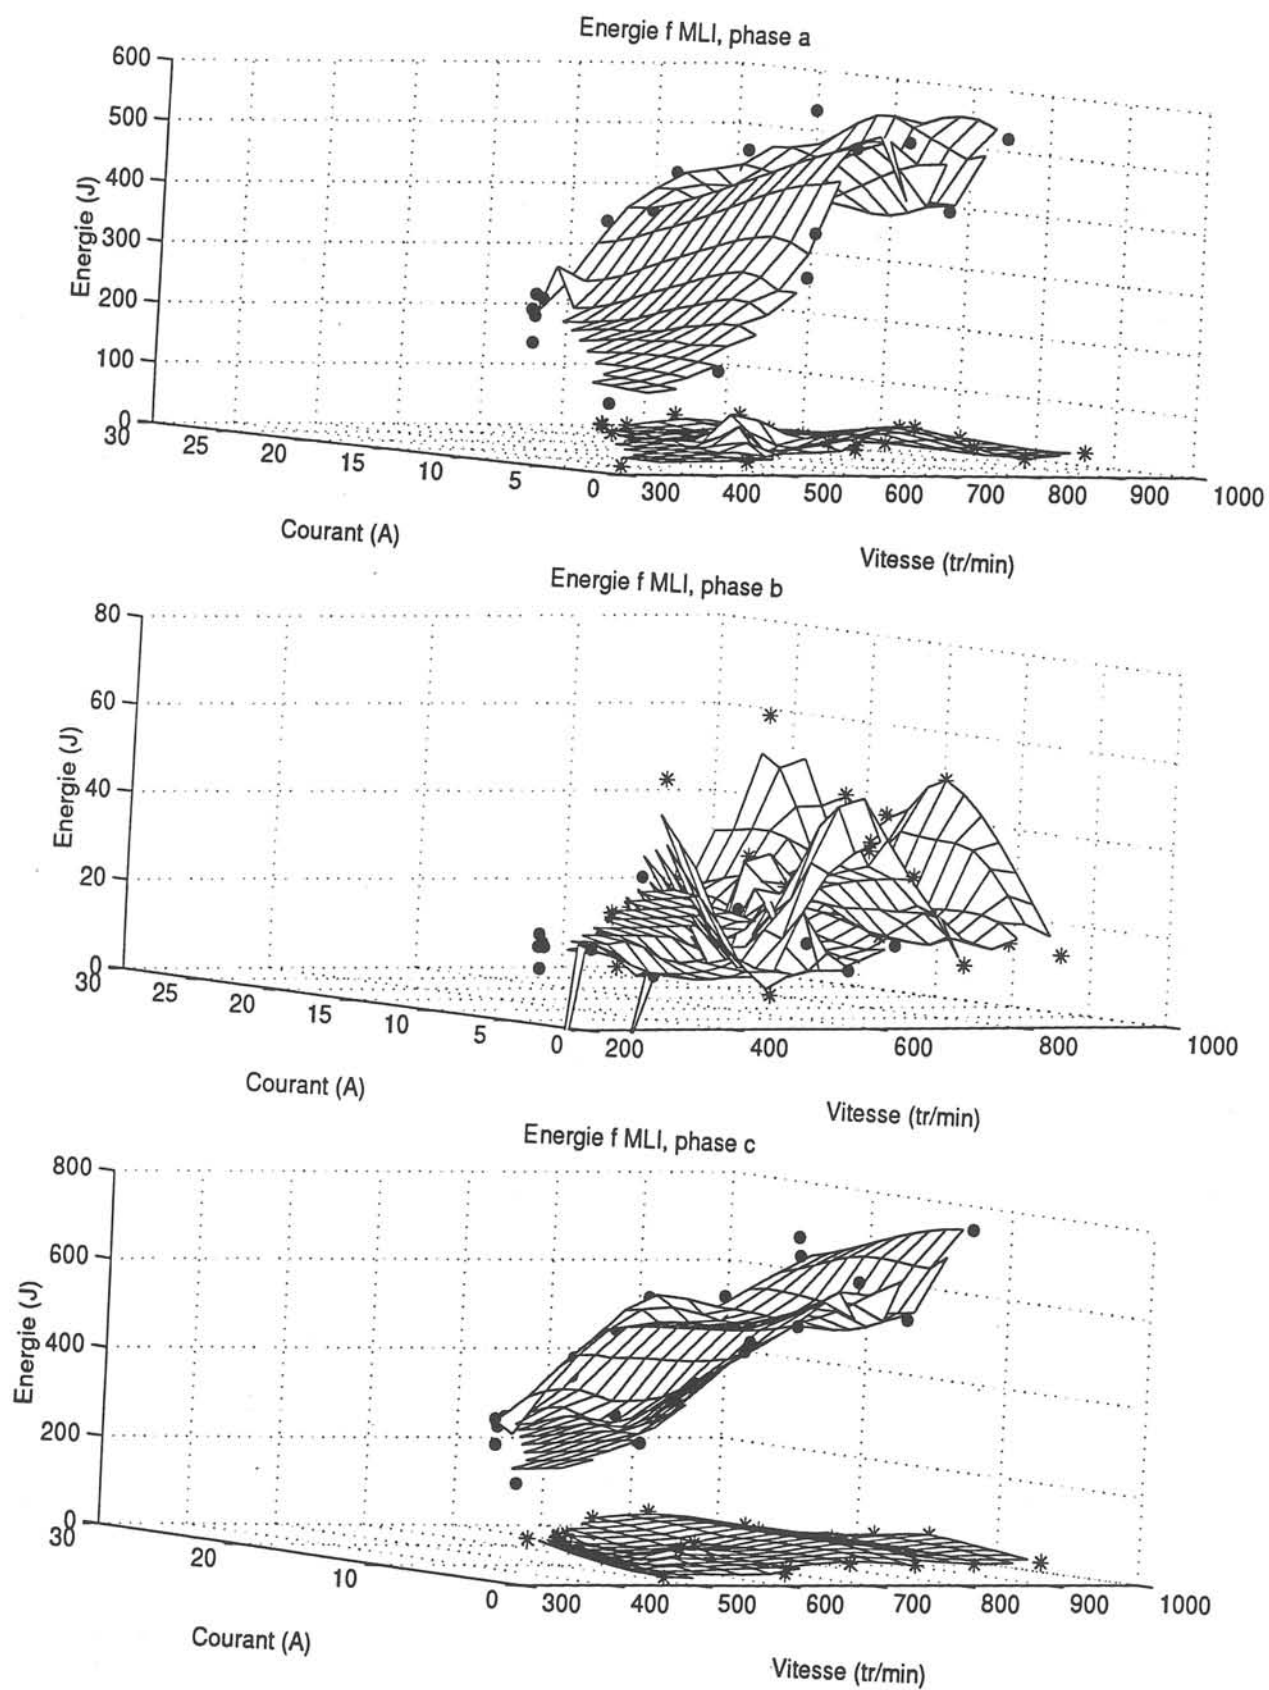 Energie f MLI, phase a
600
500
400
300
200
100
0
Energie (J)
30 25 20 15 10 5 0 300 400 500 600 700 800 900 1000
Courant (A)
Vitesse (tr/min)
Energie f MLI, phase b
80
60
40
20
0
Energie (J)
30 25 20 15 10 5 0 200 400 600 800 1000
Courant (A)
Vitesse (tr/min)
Energie f MLI, phase c
800
600
400
200
0
Energie (J)
30 20 10 0 300 400 500 600 700 800 900 1000
Courant (A)
Vitesse (tr/min)